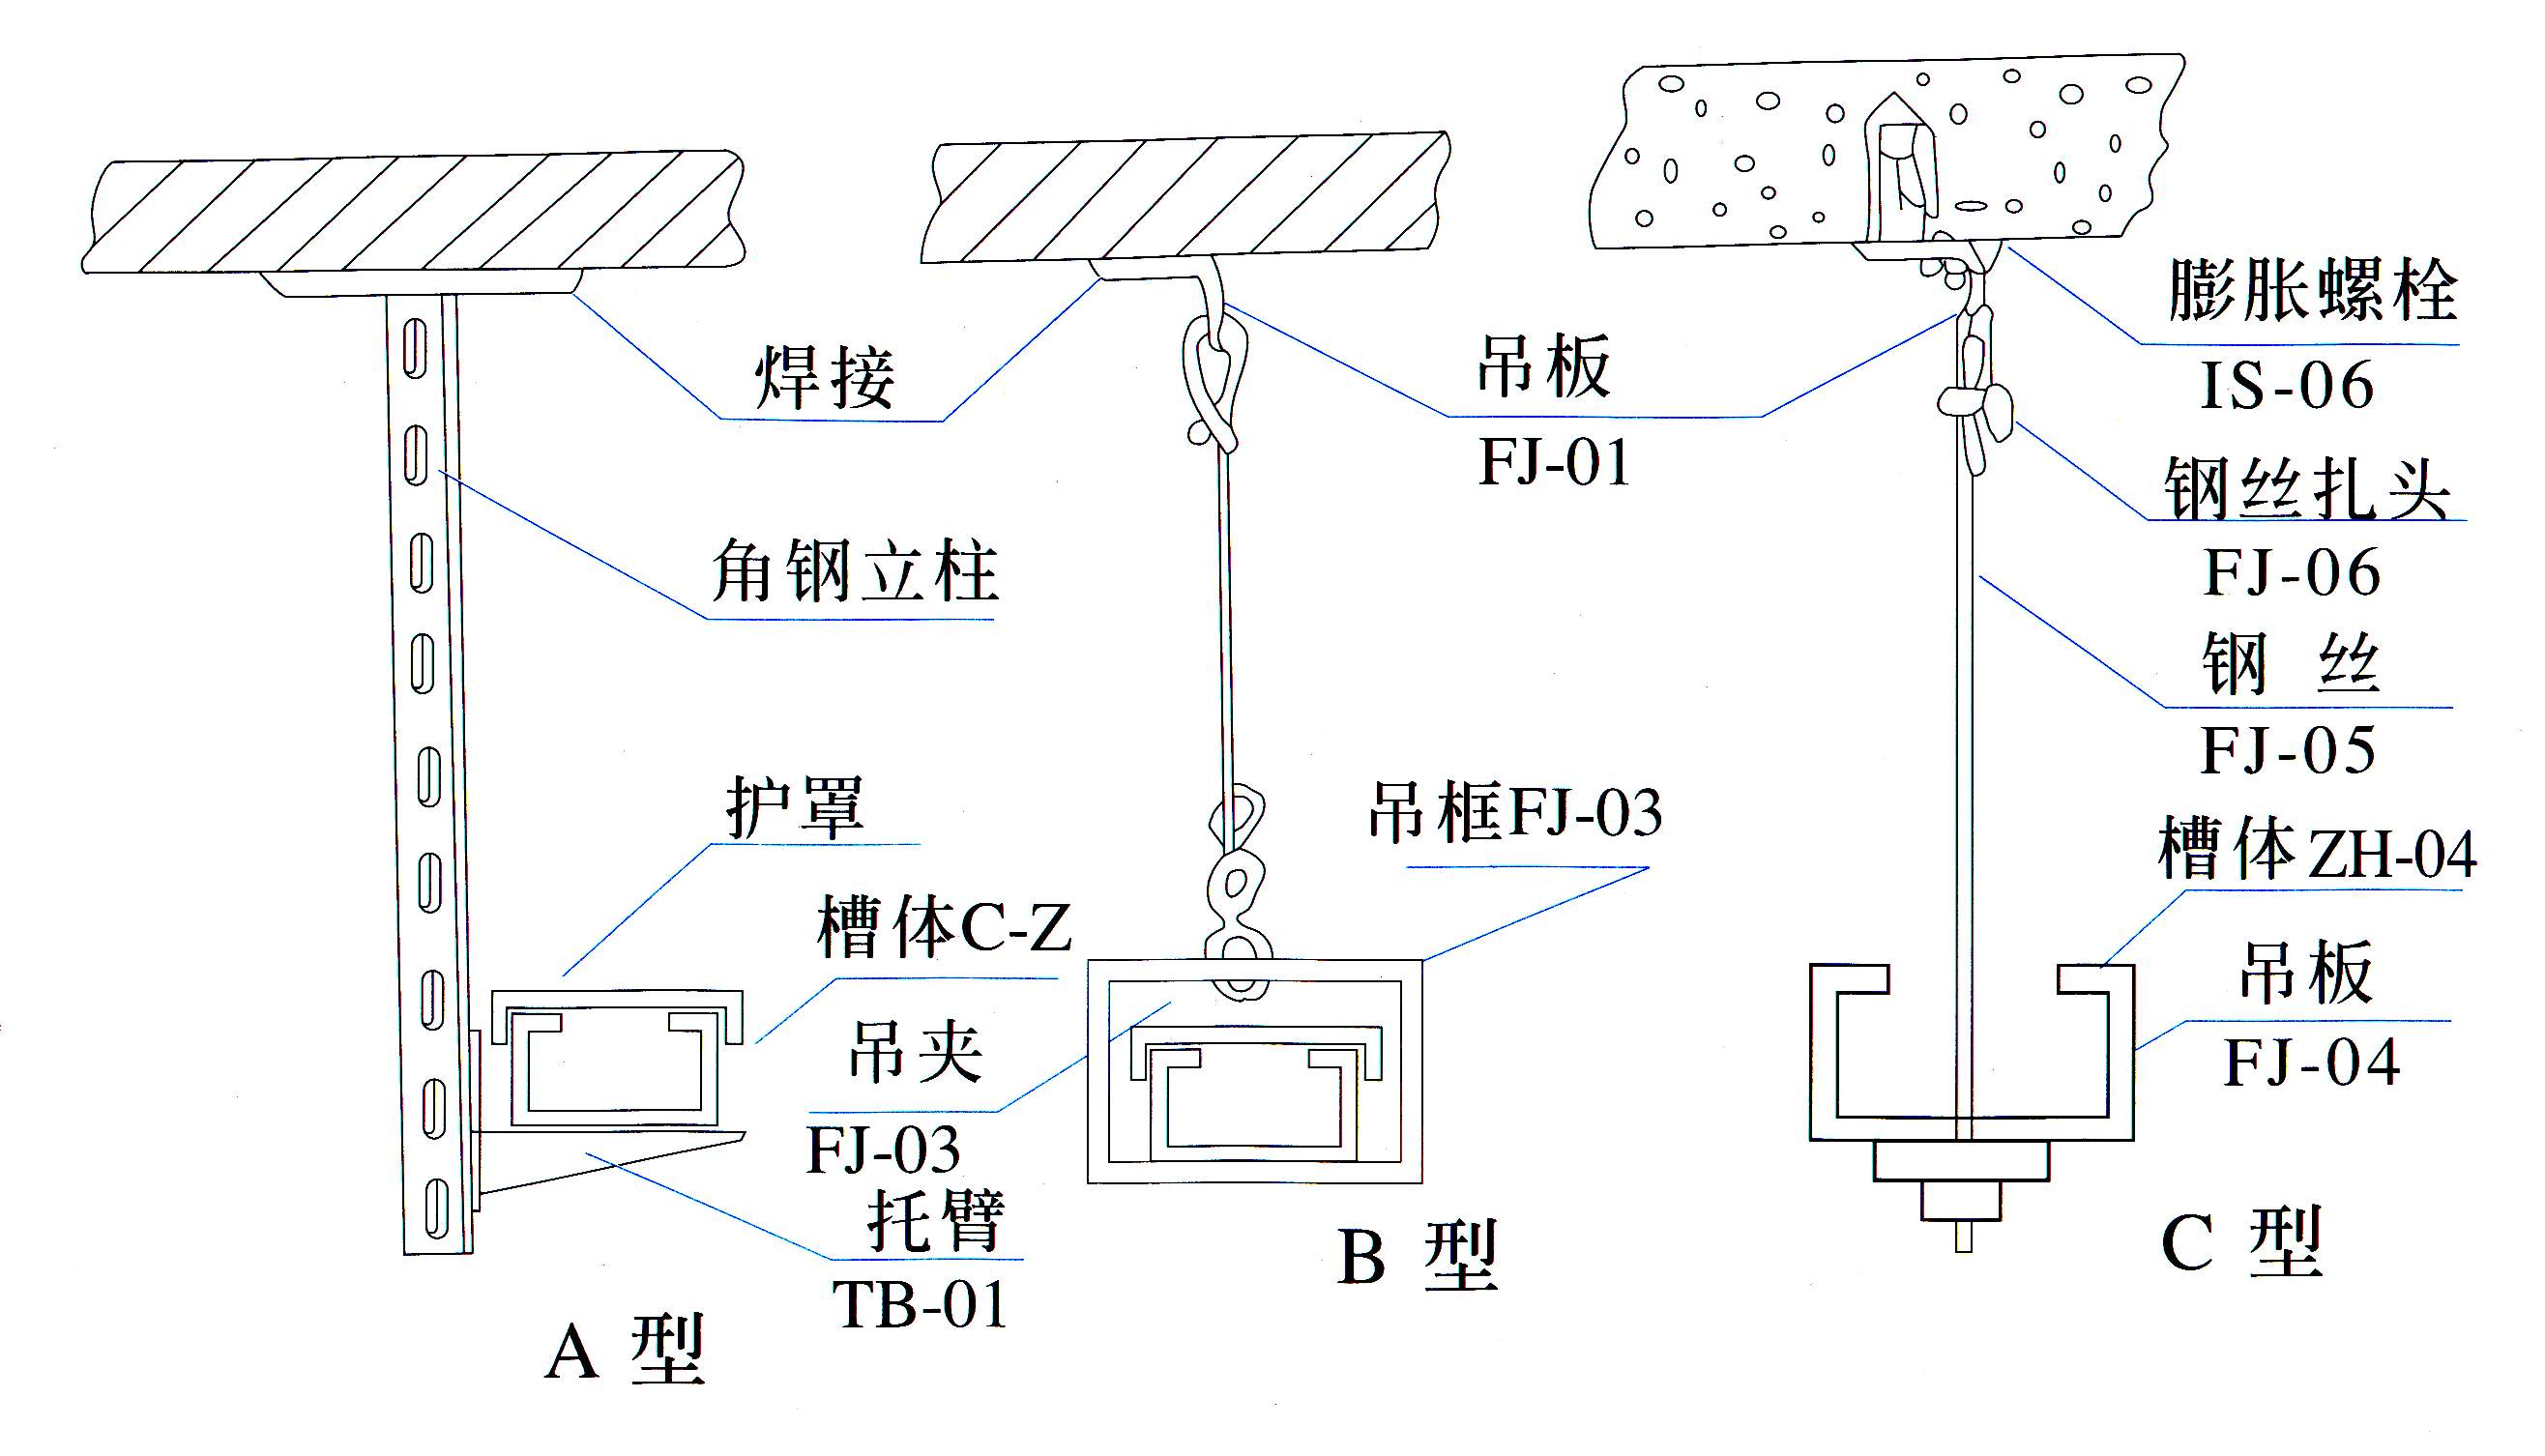 焊接
角钢立柱
护罩
槽体C-Z
吊夹
FJ-03
托臂
TB-01
A 型
吊板
FJ-01
吊框FJ-03
B 型
膨胀螺栓
IS-06
钢丝扎头
FJ-06
钢 丝
FJ-05
槽体ZH-04
吊板
FJ-04
C 型